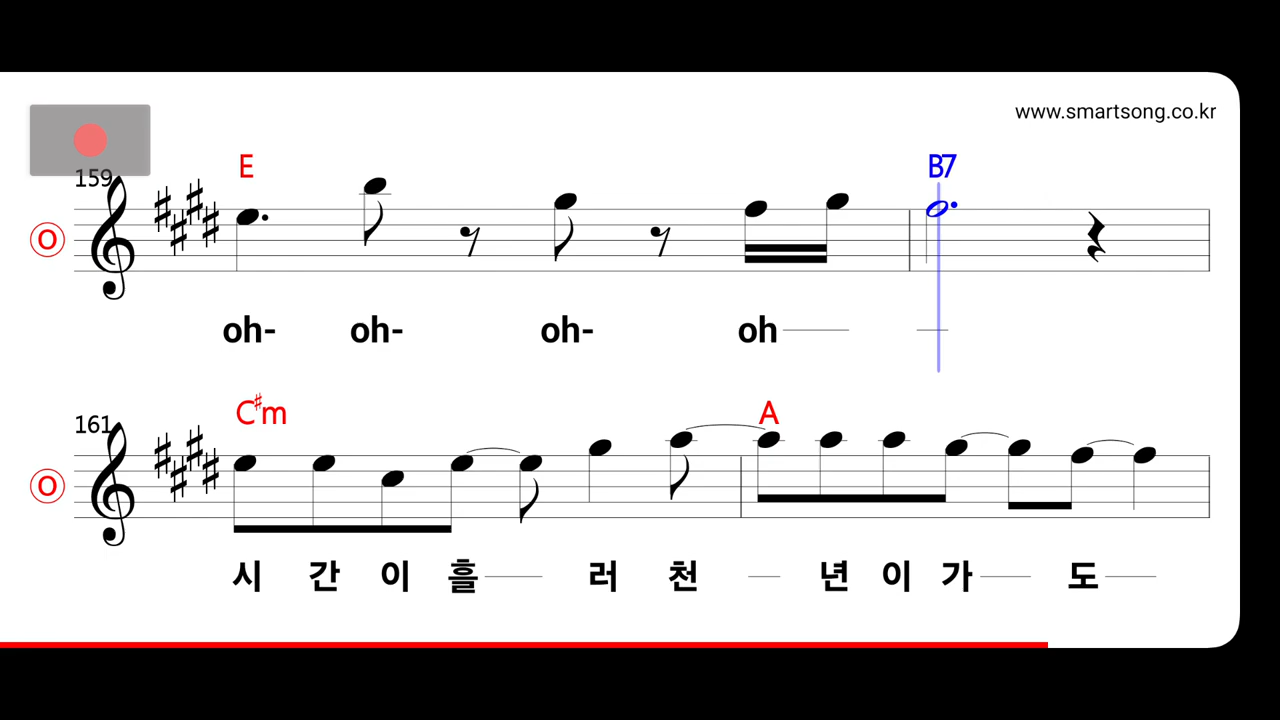 www.smartsong.co.kr
159
E B7
O
oh- oh- oh- oh
161
C♯m A
O
시 간 이 흘 러 천 년 이 가 도